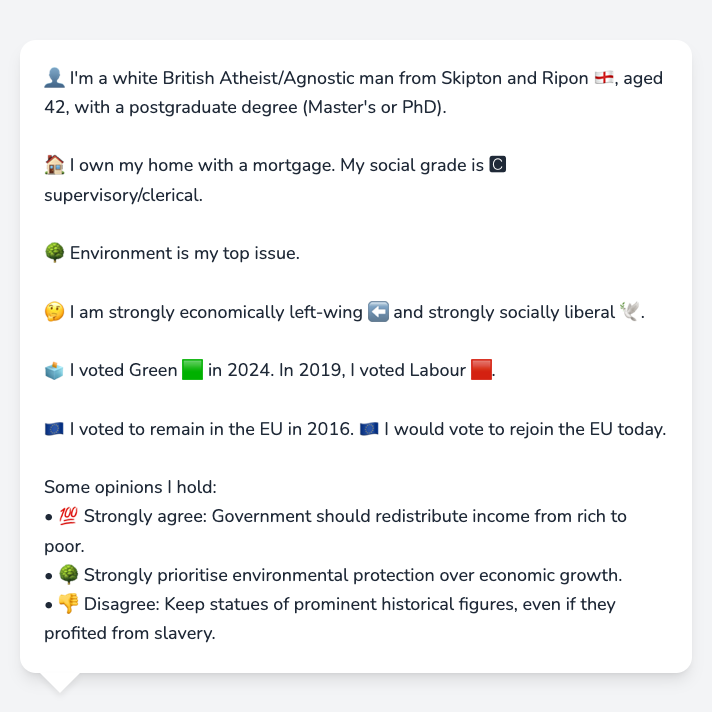 👤 I'm a white British Atheist/Agnostic man from Skipton and Ripon 🏴󠁧󠁢󠁥󠁮󠁧󠁿, aged
42, with a postgraduate degree (Master's or PhD).
🏠 I own my home with a mortgage. My social grade is 🅲
supervisory/clerical.
🌳 Environment is my top issue.
🤔 I am strongly economically left-wing ⬅️ and strongly socially liberal 🕊️.
🗳️ I voted Green 🟩 in 2024. In 2019, I voted Labour 🟥.
🇪🇺 I voted to remain in the EU in 2016. 🇪🇺 I would vote to rejoin the EU today.
Some opinions I hold:
• 💯 Strongly agree: Government should redistribute income from rich to
poor.
• 🌳 Strongly prioritise environmental protection over economic growth.
• 👎 Disagree: Keep statues of prominent historical figures, even if they
profited from slavery.